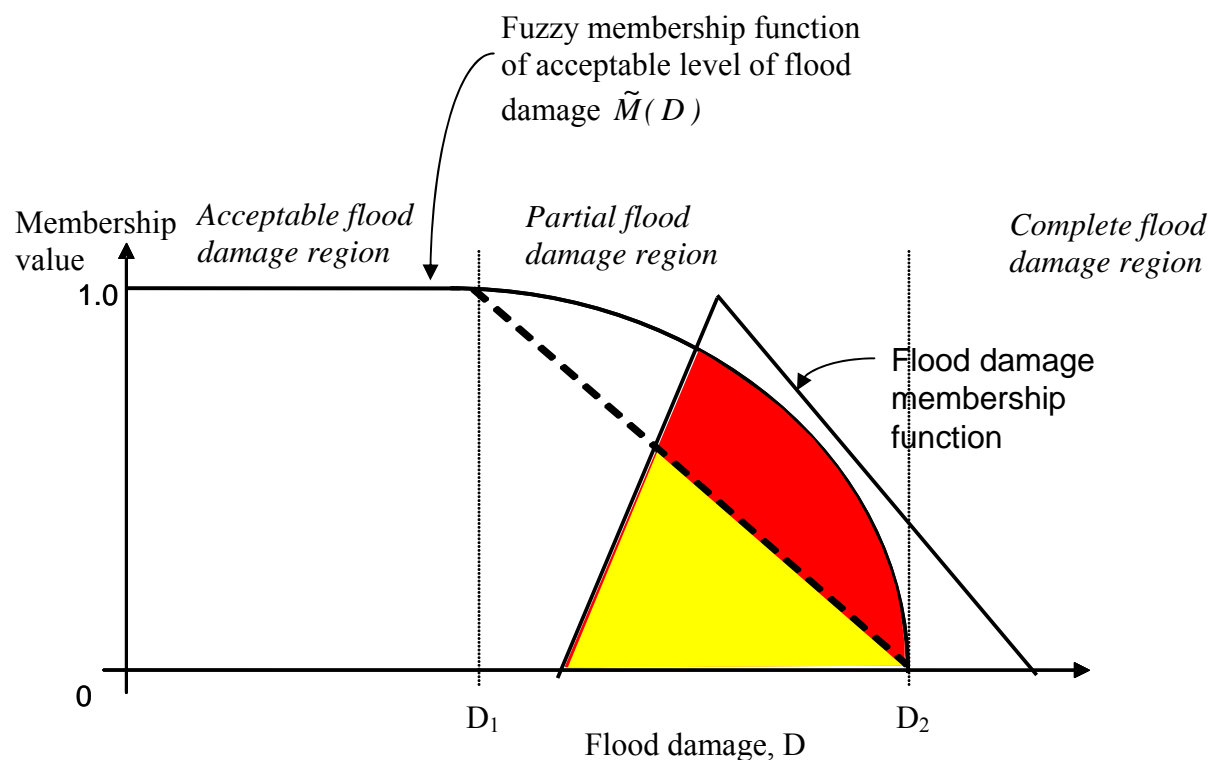 Fuzzy membership function
of acceptable level of flood
damage M̃( D )
Membership
value
Acceptable flood
damage region
Partial flood
damage region
Complete flood
damage region
1.0
Flood damage
membership
function
0
D₁
D₂
Flood damage, D